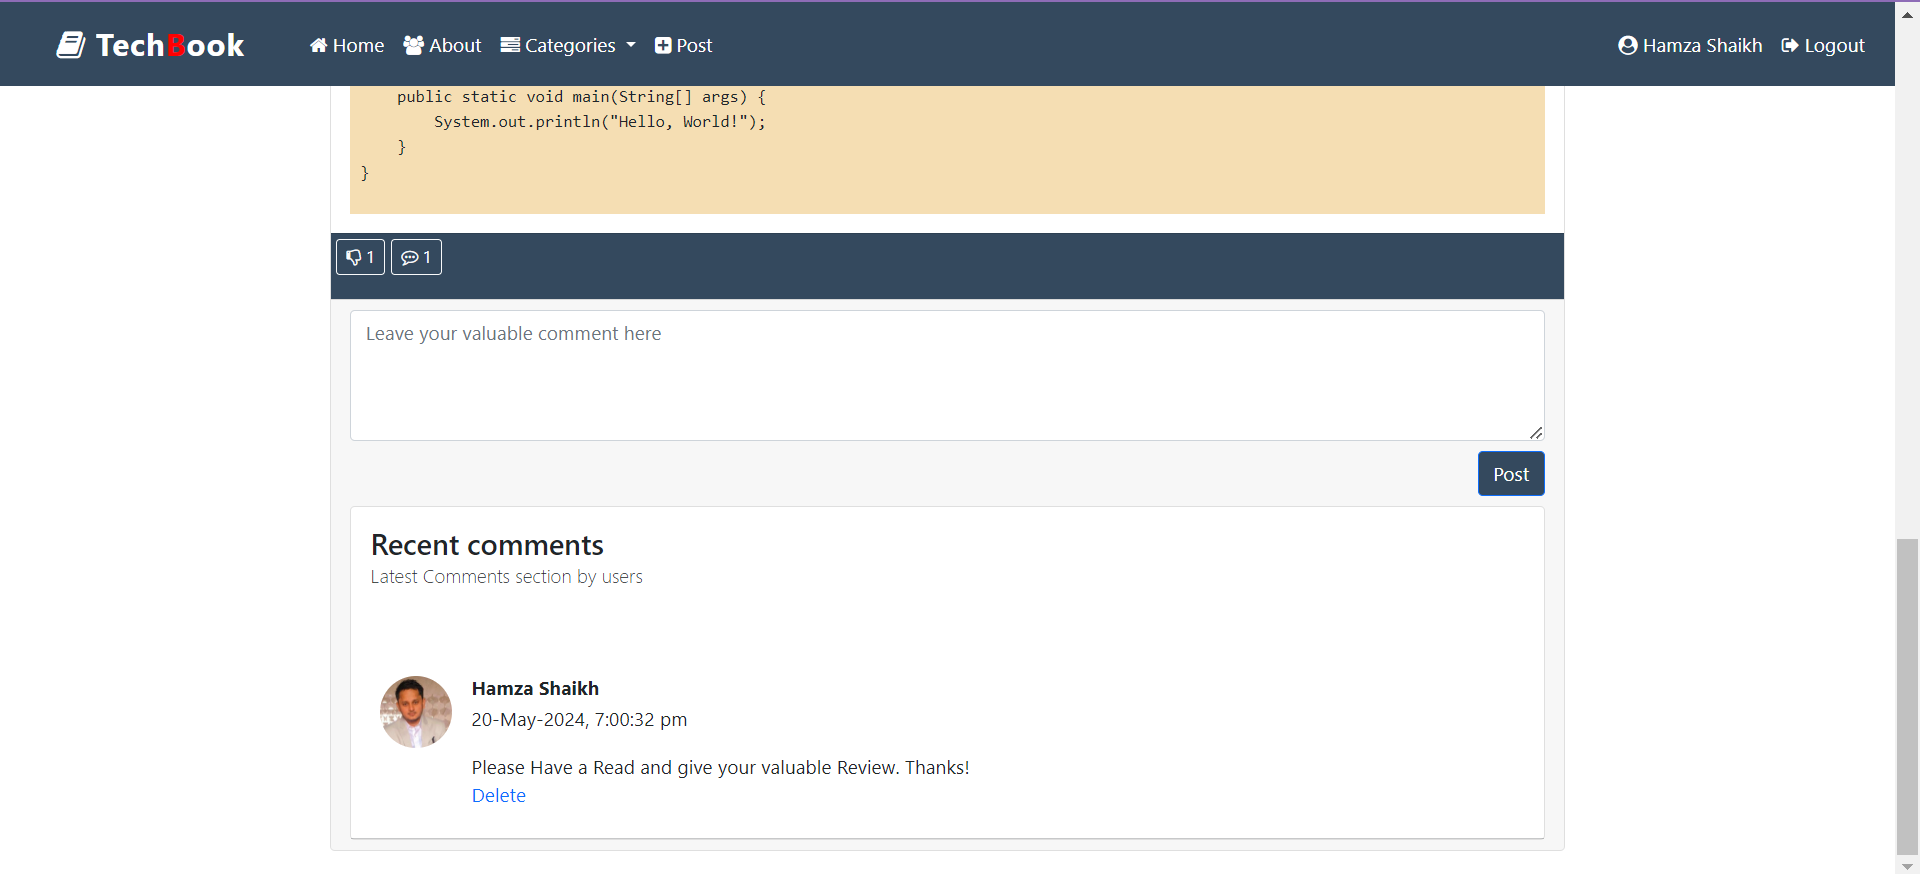 TechBook Home About Categories Post Hamza Shaikh Logout
public static void main(String[] args) {
System.out.println("Hello, World!");
}
}
1 1
Leave your valuable comment here
Post
Recent comments
Latest Comments section by users
Hamza Shaikh
20-May-2024, 7:00:32 pm
Please Have a Read and give your valuable Review. Thanks!
Delete